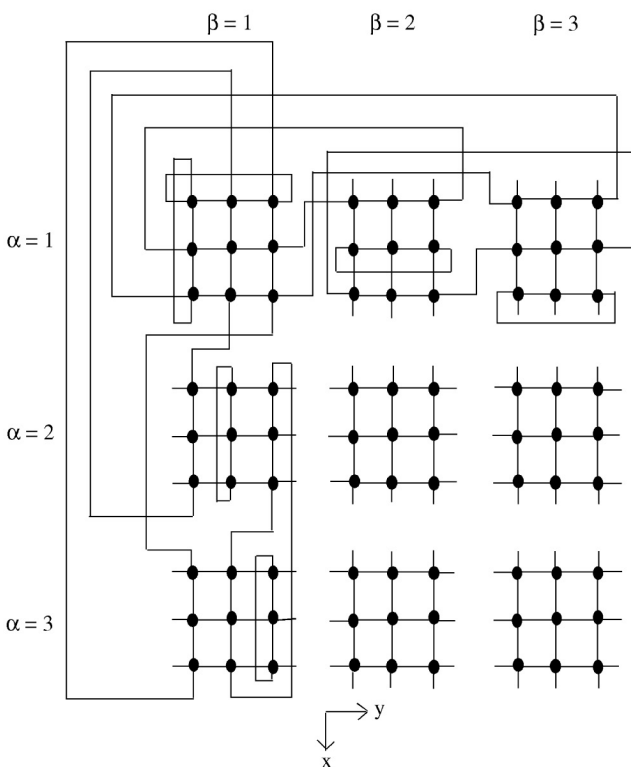 β = 1 β = 2 β = 3
α = 1
α = 2
α = 3
y
x